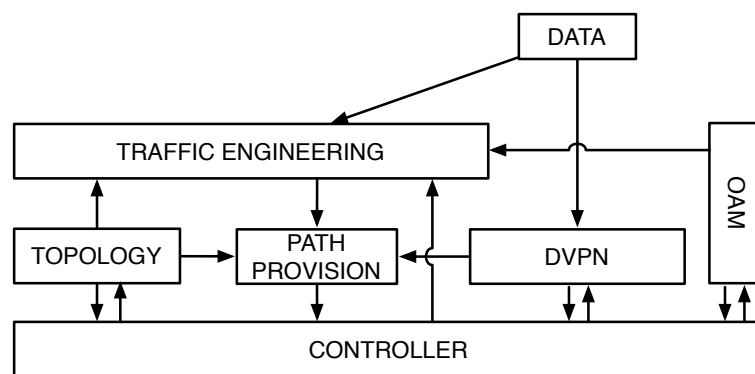 DATA
TRAFFIC ENGINEERING
OAM
TOPOLOGY
PATH
PROVISION
DVPN
CONTROLLER